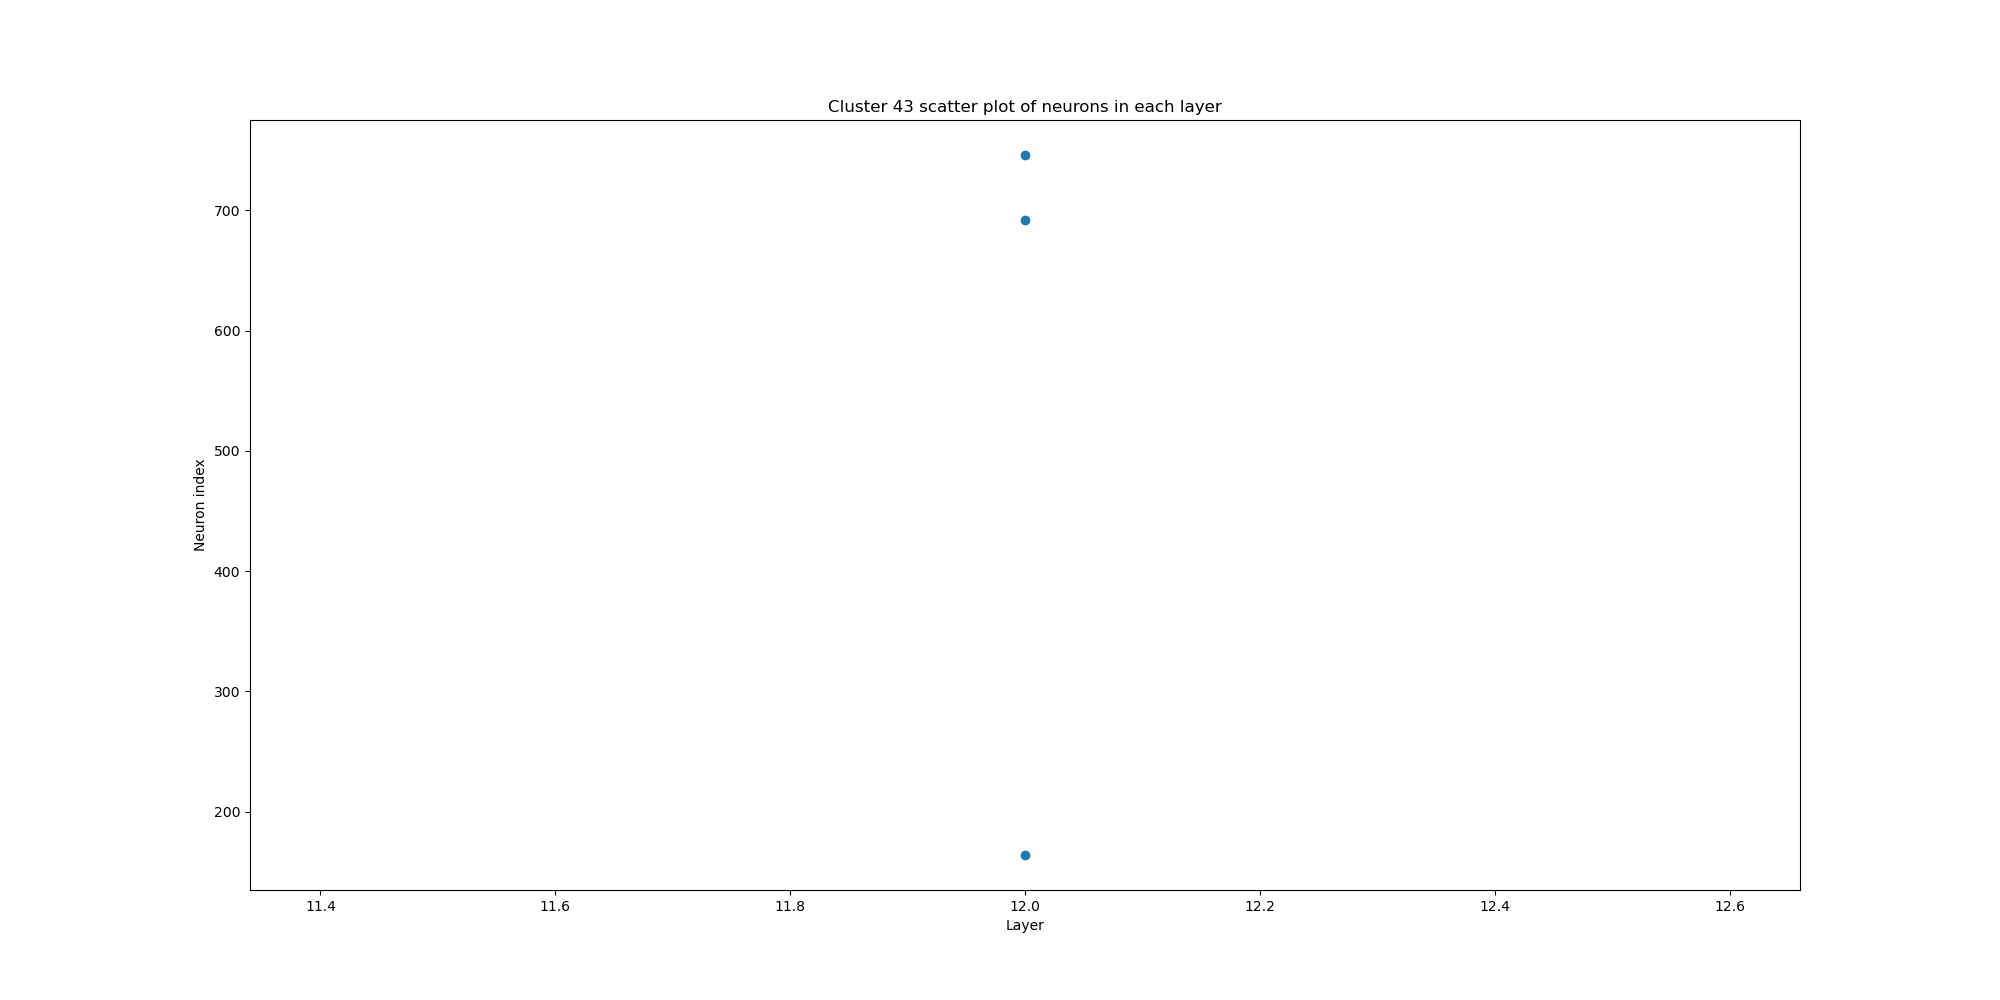 Cluster 43 scatter plot of neurons in each layer
700
600
500
400
300
200
Neuron index
11.4 11.6 11.8 12.0 12.2 12.4 12.6
Layer